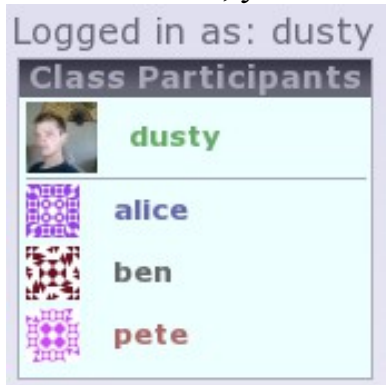 Logged in as: dusty
Class Participants
dusty
alice
ben
pete